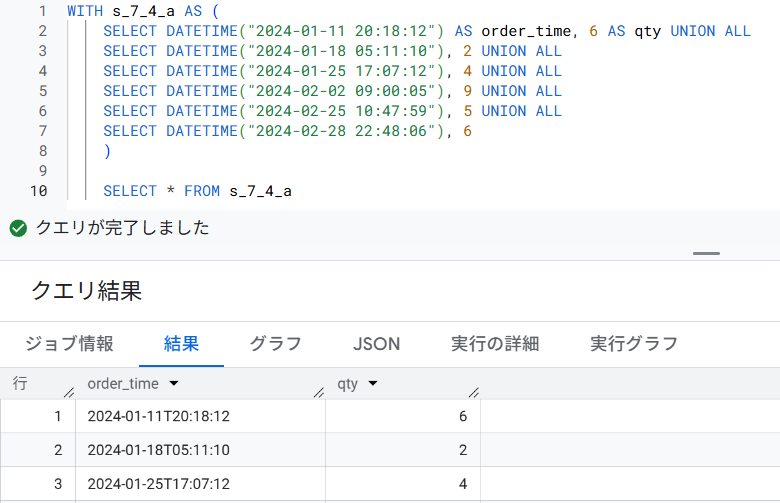 1 WITH s_7_4_a AS (
2 SELECT DATETIME("2024-01-11 20:18:12") AS order_time, 6 AS qty UNION ALL
3 SELECT DATETIME("2024-01-18 05:11:10"), 2 UNION ALL
4 SELECT DATETIME("2024-01-25 17:07:12"), 4 UNION ALL
5 SELECT DATETIME("2024-02-02 09:00:05"), 9 UNION ALL
6 SELECT DATETIME("2024-02-25 10:47:59"), 5 UNION ALL
7 SELECT DATETIME("2024-02-28 22:48:06"), 6
8 )
9
10 SELECT * FROM s_7_4_a
クエリが完了しました
クエリ結果
ジョブ情報 結果 グラフ JSON 実行の詳細 実行グラフ
行 order_time qty
1 2024-01-11T20:18:12 6
2 2024-01-18T05:11:10 2
3 2024-01-25T17:07:12 4